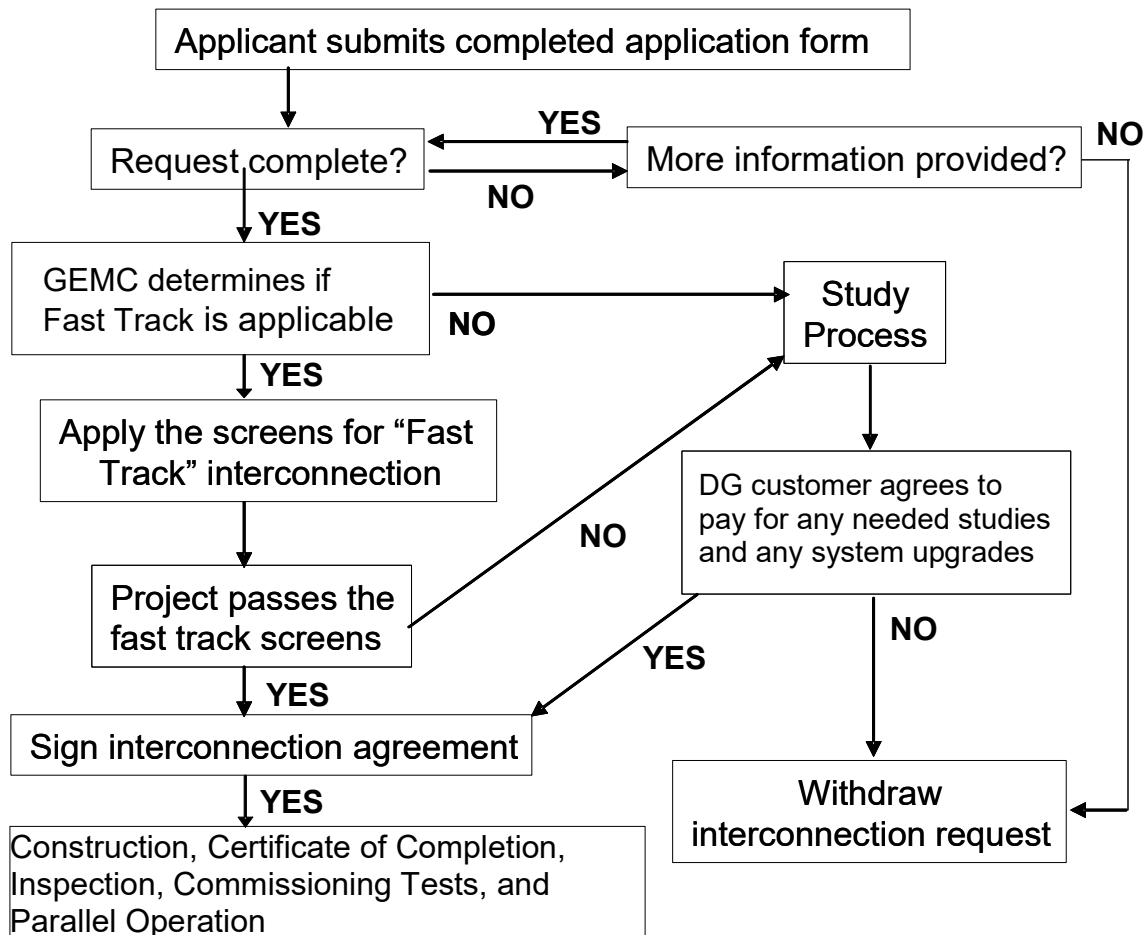 Applicant submits completed application form
YES
NO
Request complete?
More information provided?
NO
YES
GEMC determines if
Fast Track is applicable
NO
Study
Process
YES
Apply the screens for “Fast
Track” interconnection
DG customer agrees to
pay for any needed studies
and any system upgrades
NO
Project passes the
fast track screens
NO
YES
YES
Sign interconnection agreement
YES
Withdraw
interconnection request
Construction, Certificate of Completion,
Inspection, Commissioning Tests, and
Parallel Operation